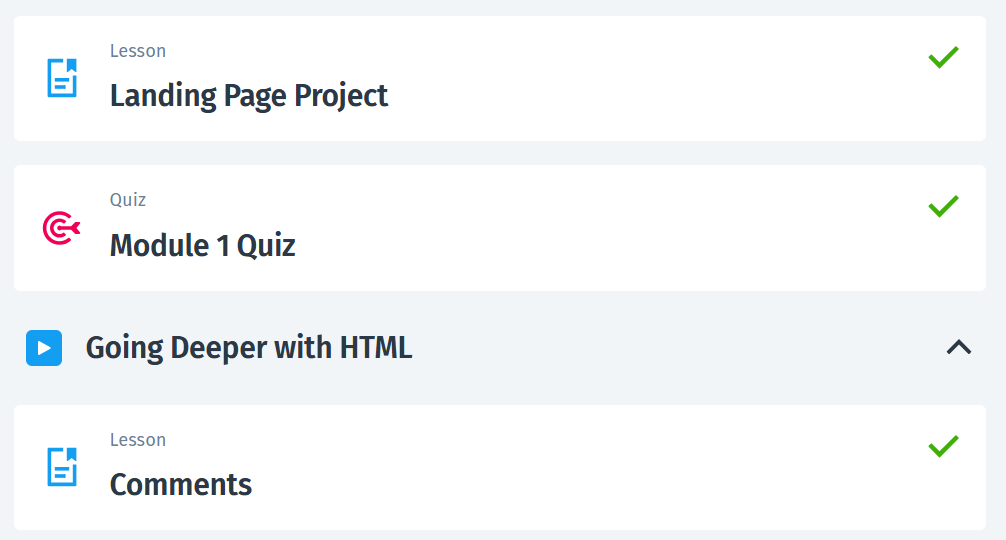 Lesson
Landing Page Project
Quiz
Module 1 Quiz
Going Deeper with HTML
Lesson
Comments